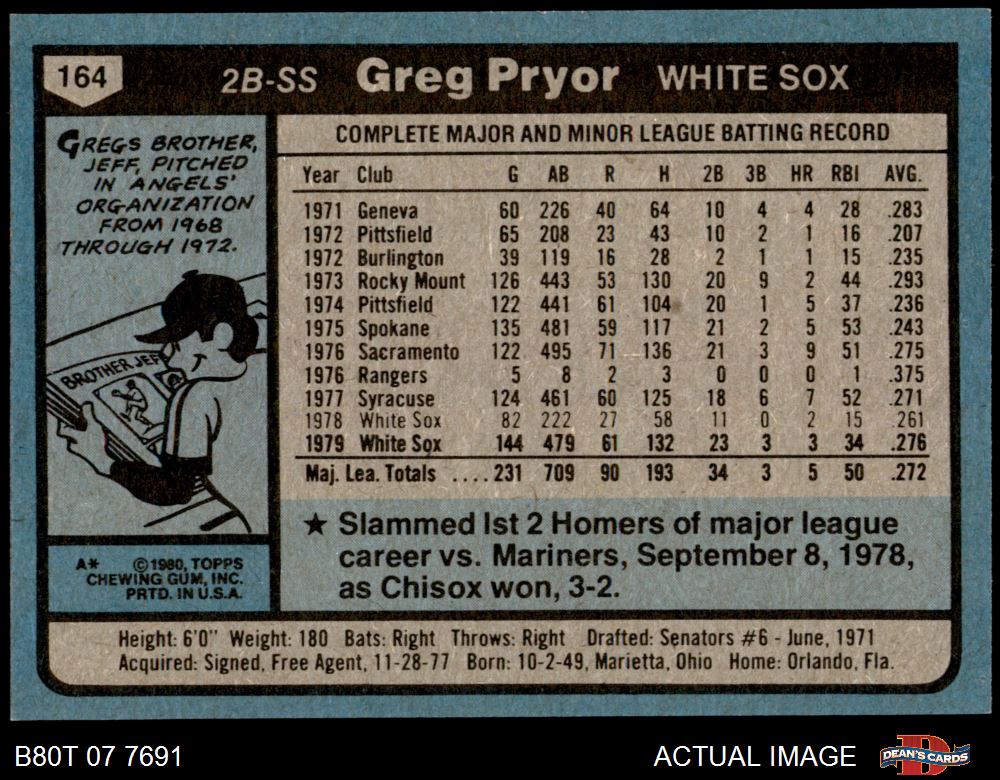 164 2B-SS Greg Pryor WHITE SOX
GREG'S BROTHER,
JEFF, PITCHED
IN ANGELS'
ORGANIZATION
FROM 1968
THROUGH 1972.
BROTHER JEFF
A* ©1980, TOPPS
CHEWING GUM, INC.
PRTD. IN U.S.A.
COMPLETE MAJOR AND MINOR LEAGUE BATTING RECORD
Year Club G AB R H 2B 3B HR RBI AVG.
1971 Geneva 60 226 40 64 10 4 4 28 .283
1972 Pittsfield 65 208 23 43 10 2 1 16 .207
1972 Burlington 39 119 16 28 2 1 1 15 .235
1973 Rocky Mount 126 443 53 130 20 9 2 44 .293
1974 Pittsfield 122 441 61 104 20 1 5 37 .236
1975 Spokane 135 481 59 117 21 2 5 53 .243
1976 Sacramento 122 495 71 136 21 3 9 51 .275
1976 Rangers 5 8 2 3 0 0 0 1 .375
1977 Syracuse 124 461 60 125 18 6 7 52 .271
1978 White Sox 82 222 27 58 11 0 2 15 .261
1979 White Sox 144 479 61 132 23 3 3 34 .276
Maj. Lea. Totals ....231 709 90 193 34 3 5 50 .272
★ Slammed Ist 2 Homers of major league
career vs. Mariners, September 8, 1978,
as Chisox won, 3-2.
Height: 6'0" Weight: 180 Bats: Right Throws: Right Drafted: Senators #6 - June, 1971
Acquired: Signed, Free Agent, 11-28-77 Born: 10-2-49, Marietta, Ohio Home: Orlando, Fla.
B80T 07 7691 ACTUAL IMAGE D DEAN'S CARDS